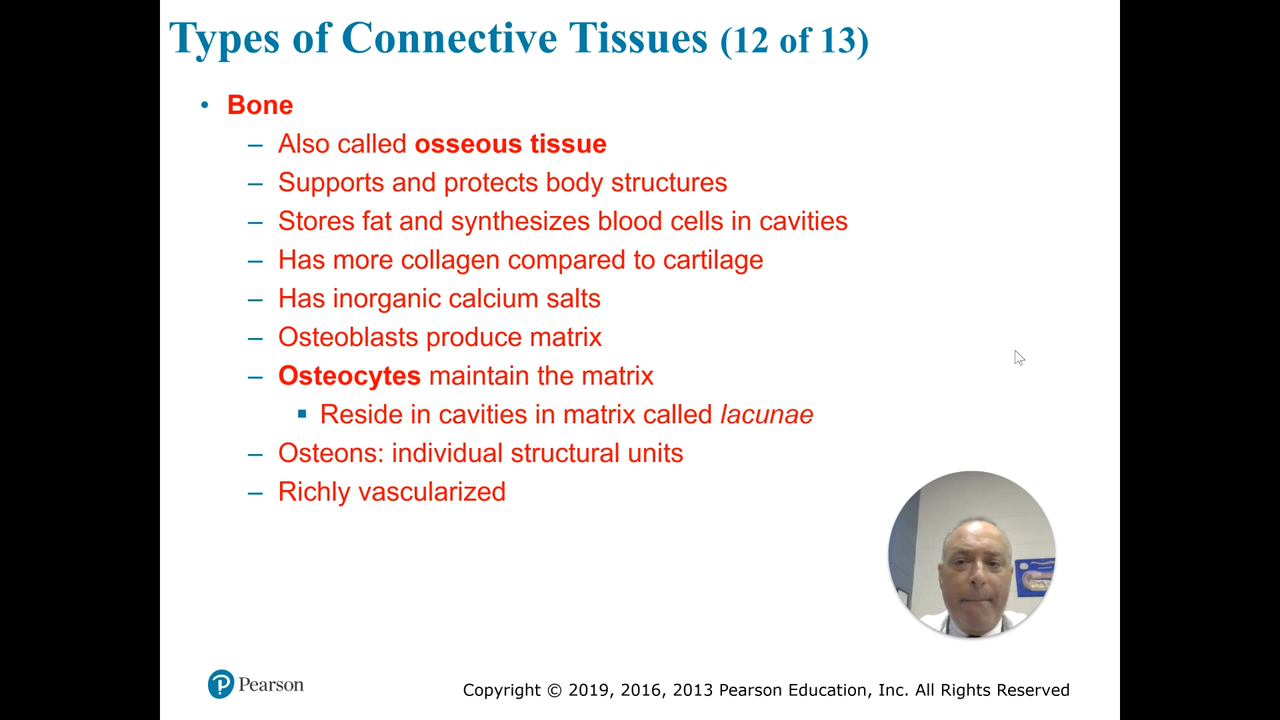 Types of Connective Tissues (12 of 13)
• Bone
– Also called osseous tissue
– Supports and protects body structures
– Stores fat and synthesizes blood cells in cavities
– Has more collagen compared to cartilage
– Has inorganic calcium salts
– Osteoblasts produce matrix
– Osteocytes maintain the matrix
▪ Reside in cavities in matrix called lacunae
– Osteons: individual structural units
– Richly vascularized
P Pearson
Copyright © 2019, 2016, 2013 Pearson Education, Inc. All Rights Reserved